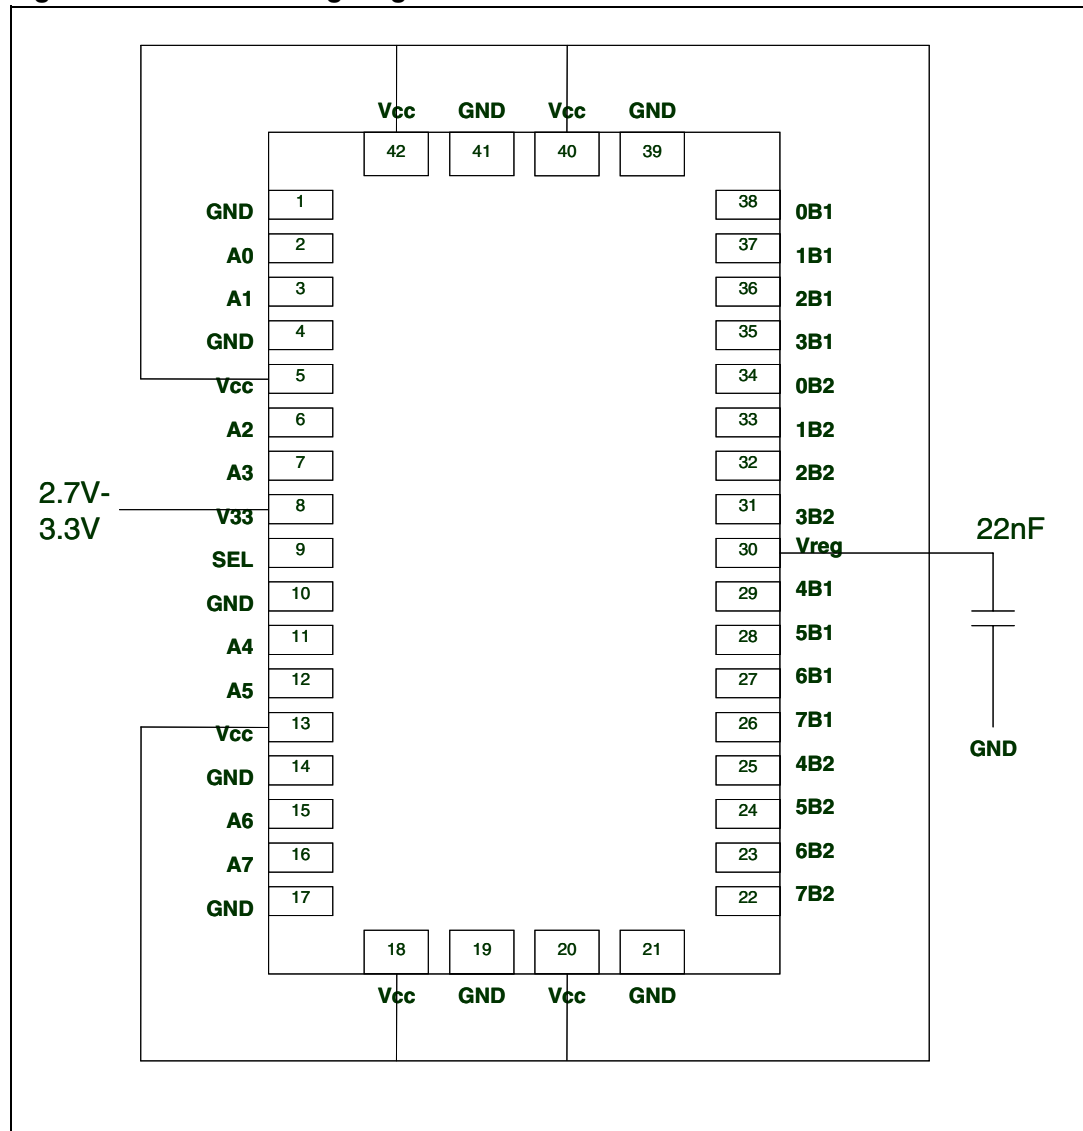 Vcc GND Vcc GND
42 41 40 39
GND 1 38 0B1
A0 2 37 1B1
A1 3 36 2B1
GND 4 35 3B1
Vcc 5 34 0B2
A2 6 33 1B2
A3 7 32 2B2
2.7V-
3.3V
V33 8 31 3B2
SEL 9 30 Vreg
22nF
GND 10 29 4B1
A4 11 28 5B1
A5 12 27 6B1
Vcc 13 26 7B1
GND
GND 14 25 4B2
A6 15 24 5B2
A7 16 23 6B2
GND 17 22 7B2
18 19 20 21
Vcc GND Vcc GND